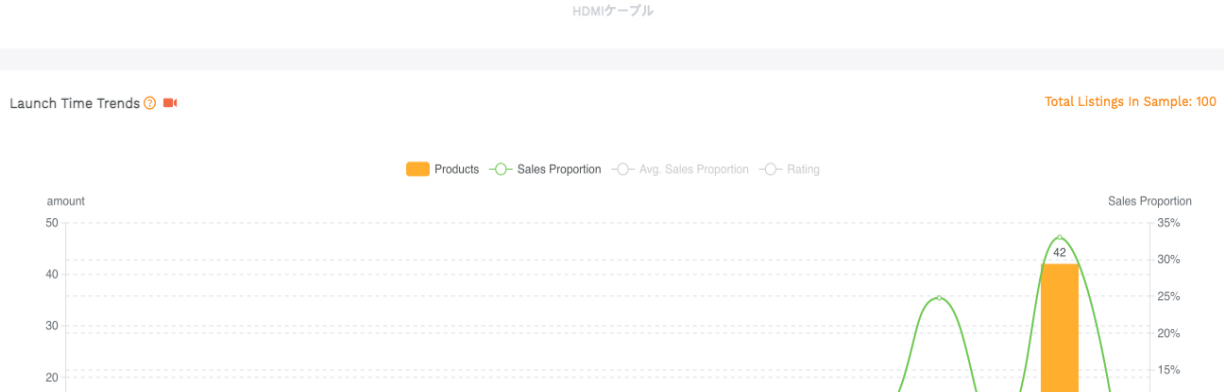 HDMIケーブル
Launch Time Trends ?
Total Listings In Sample: 100
Products Sales Proportion Avg. Sales Proportion Rating
amount
Sales Proportion
50
35%
42
30%
40
25%
30
20%
20
15%